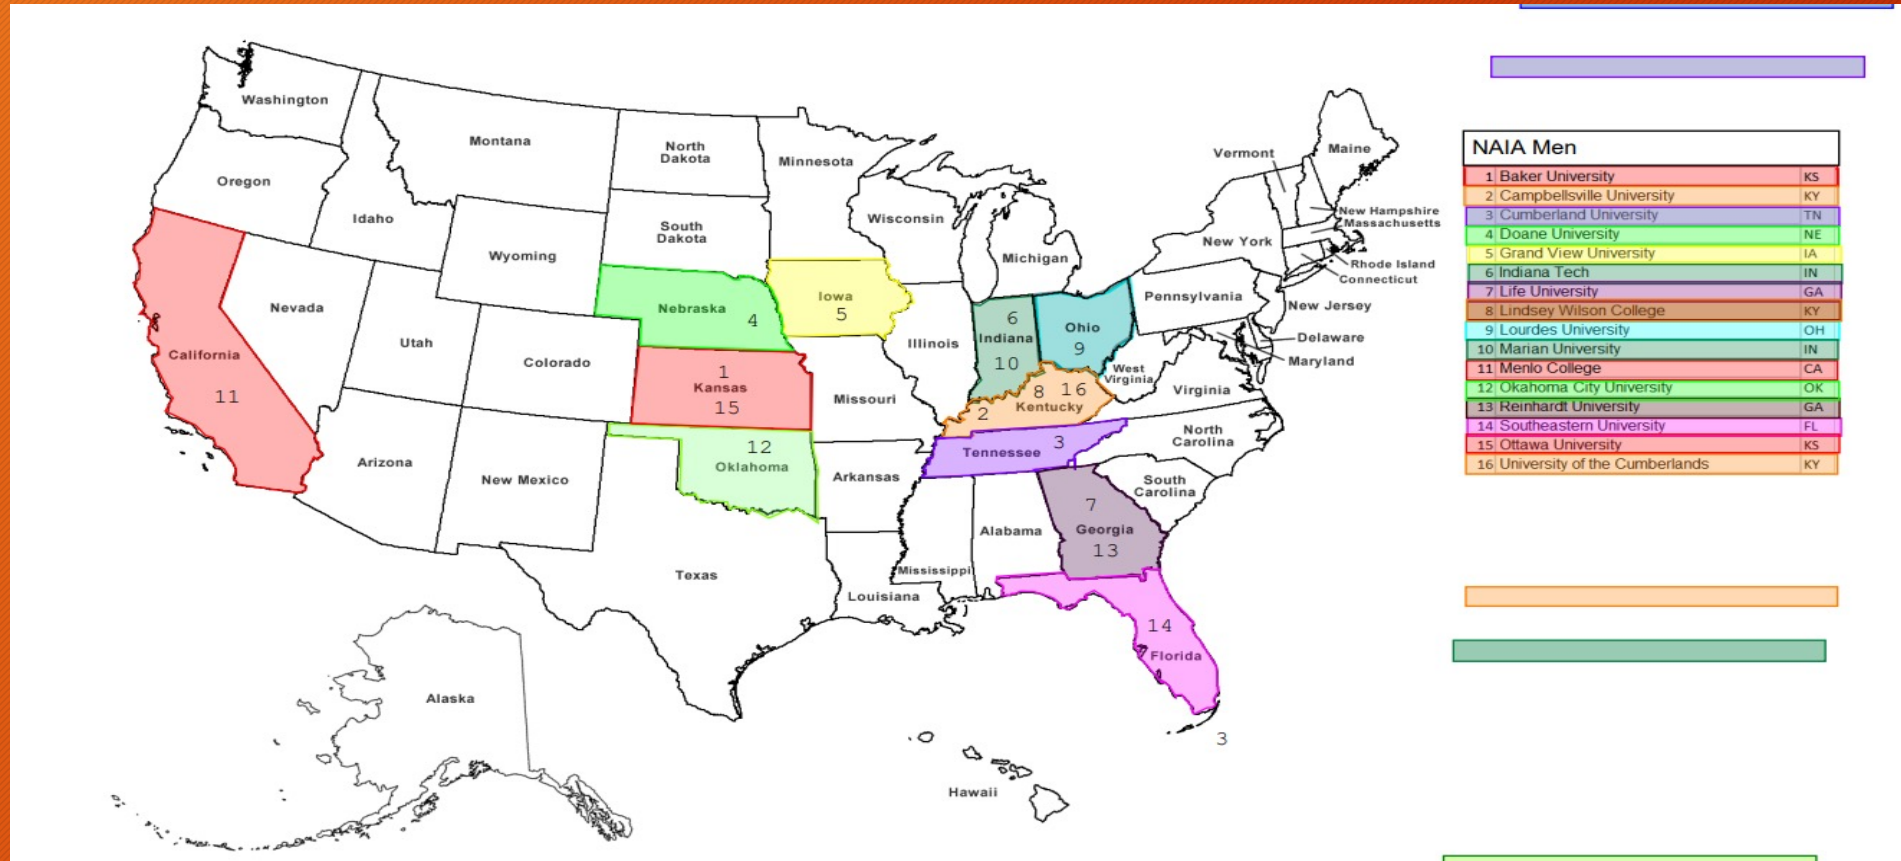 Washington
Montana
North
Dakota
Minnesota
Vermont
Maine
Oregon
Idaho
South
Dakota
Wisconsin
New Hampshire
Massachusetts
Wyoming
Michigan
New York
Rhode Island
Connecticut
Nevada
Nebraska
4
Iowa
5
6
Indiana
10
Ohio
9
Pennsylvania
New Jersey
Utah
Colorado
Illinois
Delaware
Maryland
California
11
1
Kansas
15
Missouri
West
Virginia
Virginia
8 16
2 Kentucky
Arizona
New Mexico
12
Oklahoma
Arkansas
Tennessee 3
North
Carolina
South
Carolina
Texas
Louisiana
Mississippi
Alabama
7
Georgia
13
14
Florida
3
Alaska
Hawaii
NAIA Men
1 Baker University KS
2 Campbellsville University KY
3 Cumberland University TN
4 Doane University NE
5 Grand View University IA
6 Indiana Tech IN
7 Life University GA
8 Lindsey Wilson College KY
9 Lourdes University OH
10 Marian University IN
11 Menlo College CA
12 Okahoma City University OK
13 Reinhardt University GA
14 Southeastern University FL
15 Ottawa University KS
16 University of the Cumberlands KY